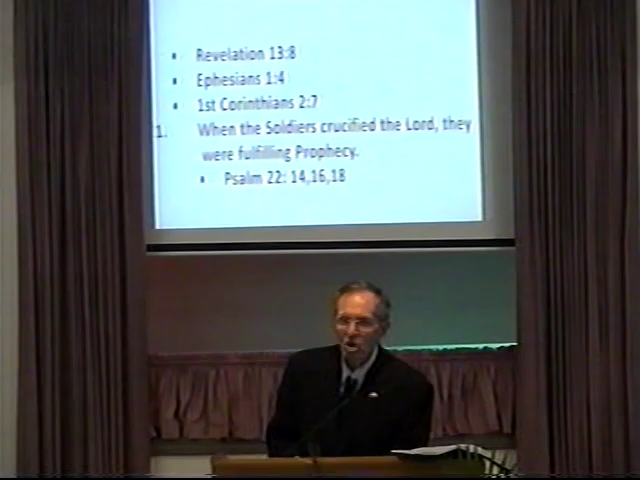 • Revelation 13:8
• Ephesians 1:4
• 1st Corinthians 2:7
1. When the Soldiers crucified the Lord, they
were fulfilling Prophecy.
• Psalm 22: 14,16,18